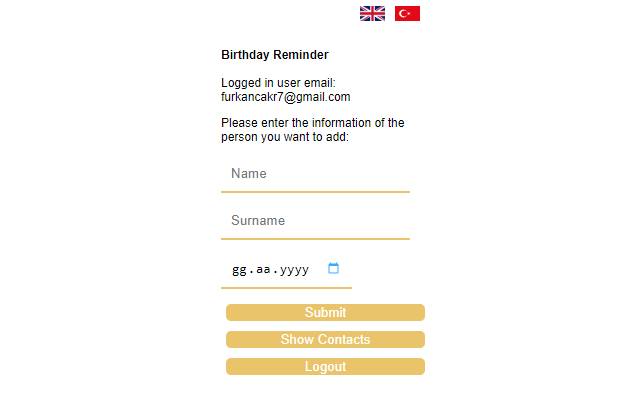 Birthday Reminder
Logged in user email:
furkancakr7@gmail.com
Please enter the information of the
person you want to add:
Name
Surname
gg.aa.yyyy
Submit
Show Contacts
Logout